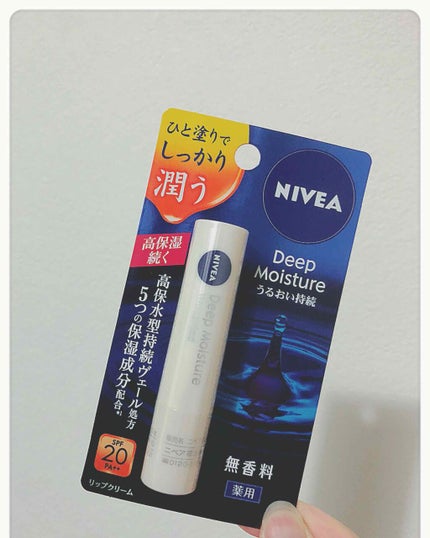 ひと塗りで
しっかり
潤う
高保湿
続く
高保水型持続ヴェール処方
5つの保湿成分配合*1
SPF
20
PA++
リップクリーム
NIVEA
Deep
Moisture
うるおい持続
無香料
薬用
NIVEA
Deep Moisture